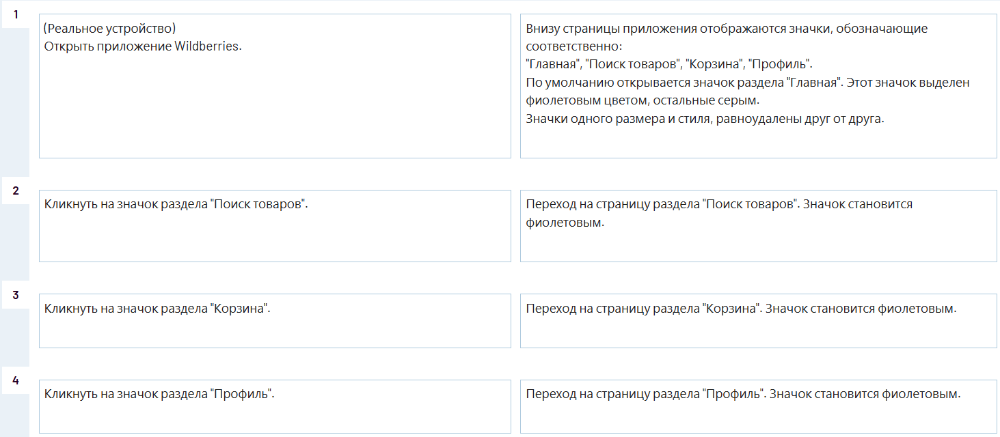 1
(Реальное устройство)
Открыть приложение Wildberries.
Внизу страницы приложения отображаются значки, обозначающие
соответственно:
"Главная", "Поиск товаров", "Корзина", "Профиль".
По умолчанию открывается значок раздела "Главная". Этот значок выделен
фиолетовым цветом, остальные серым.
Значки одного размера и стиля, равноудалены друг от друга.
2
Кликнуть на значок раздела "Поиск товаров".
Переход на страницу раздела "Поиск товаров". Значок становится
фиолетовым.
3
Кликнуть на значок раздела "Корзина".
Переход на страницу раздела "Корзина". Значок становится фиолетовым.
4
Кликнуть на значок раздела "Профиль".
Переход на страницу раздела "Профиль". Значок становится фиолетовым.